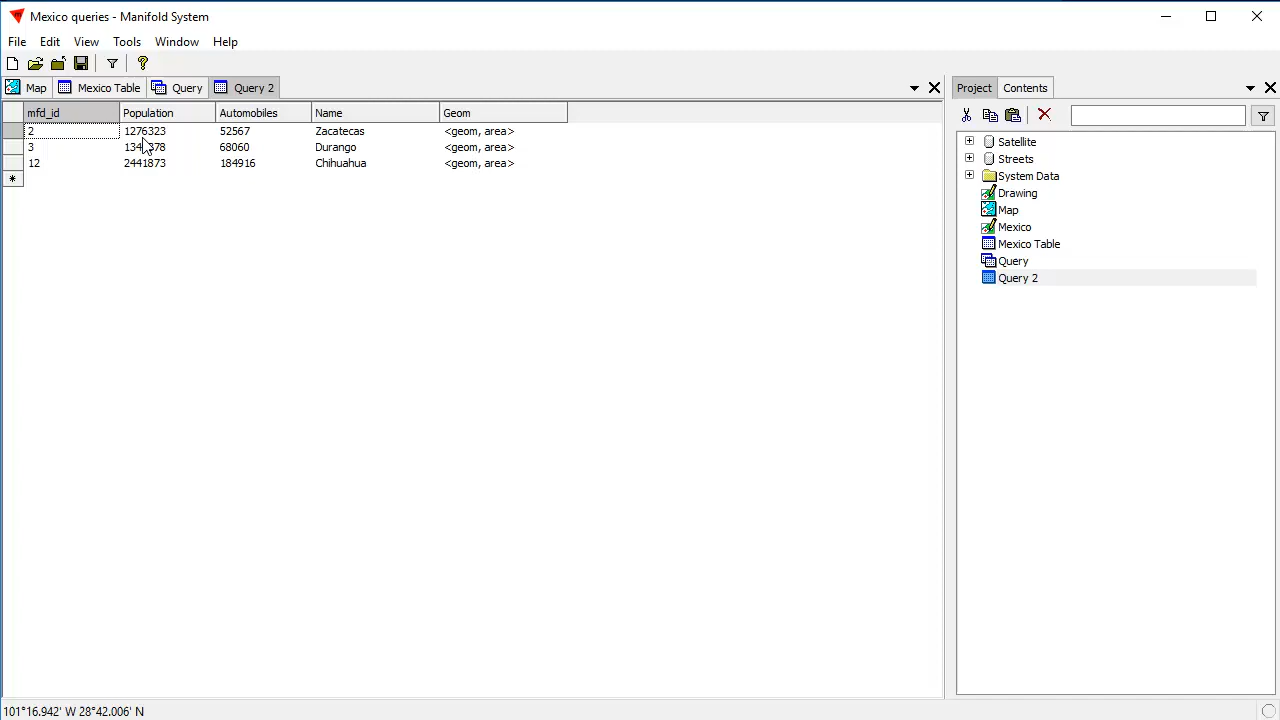 Mexico queries - Manifold System
File Edit View Tools Window Help
Map Mexico Table Query Query 2
Project Contents
mfd_id Population Automobiles Name Geom
2 1276323 52567 Zacatecas <geom, area>
3 68060 Durango <geom, area>
12 2441873 184916 Chihuahua <geom, area>
Satellite
Streets
System Data
Drawing
Map
Mexico
Mexico Table
Query
Query 2
101°16.942' W 28°42.006' N